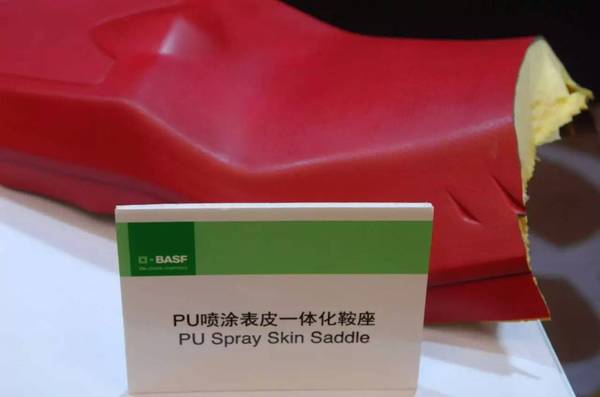 BASF
We create chemistry
PU喷涂表皮一体化鞍座
PU Spray Skin Saddle